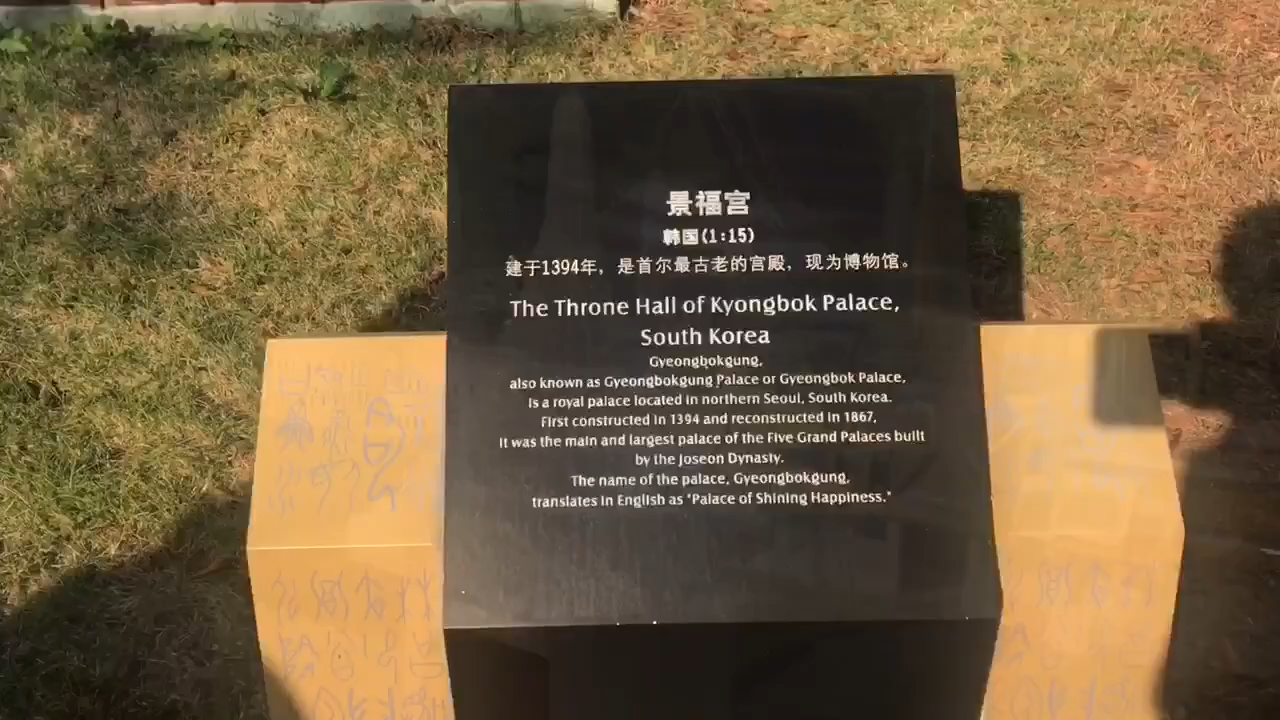 景福宫
韩国(1:15)
建于1394年，是首尔最古老的宫殿，现为博物馆。
The Throne Hall of Kyongbok Palace,
South Korea
Gyeongbokgung,
also known as Gyeongbokgung Palace or Gyeongbok Palace,
is a royal palace located in northern Seoul, South Korea.
First constructed in 1394 and reconstructed in 1867,
it was the main and largest palace of the Five Grand Palaces built
by the Joseon Dynasty.
The name of the palace, Gyeongbokgung,
translates in English as "Palace of Shining Happiness."